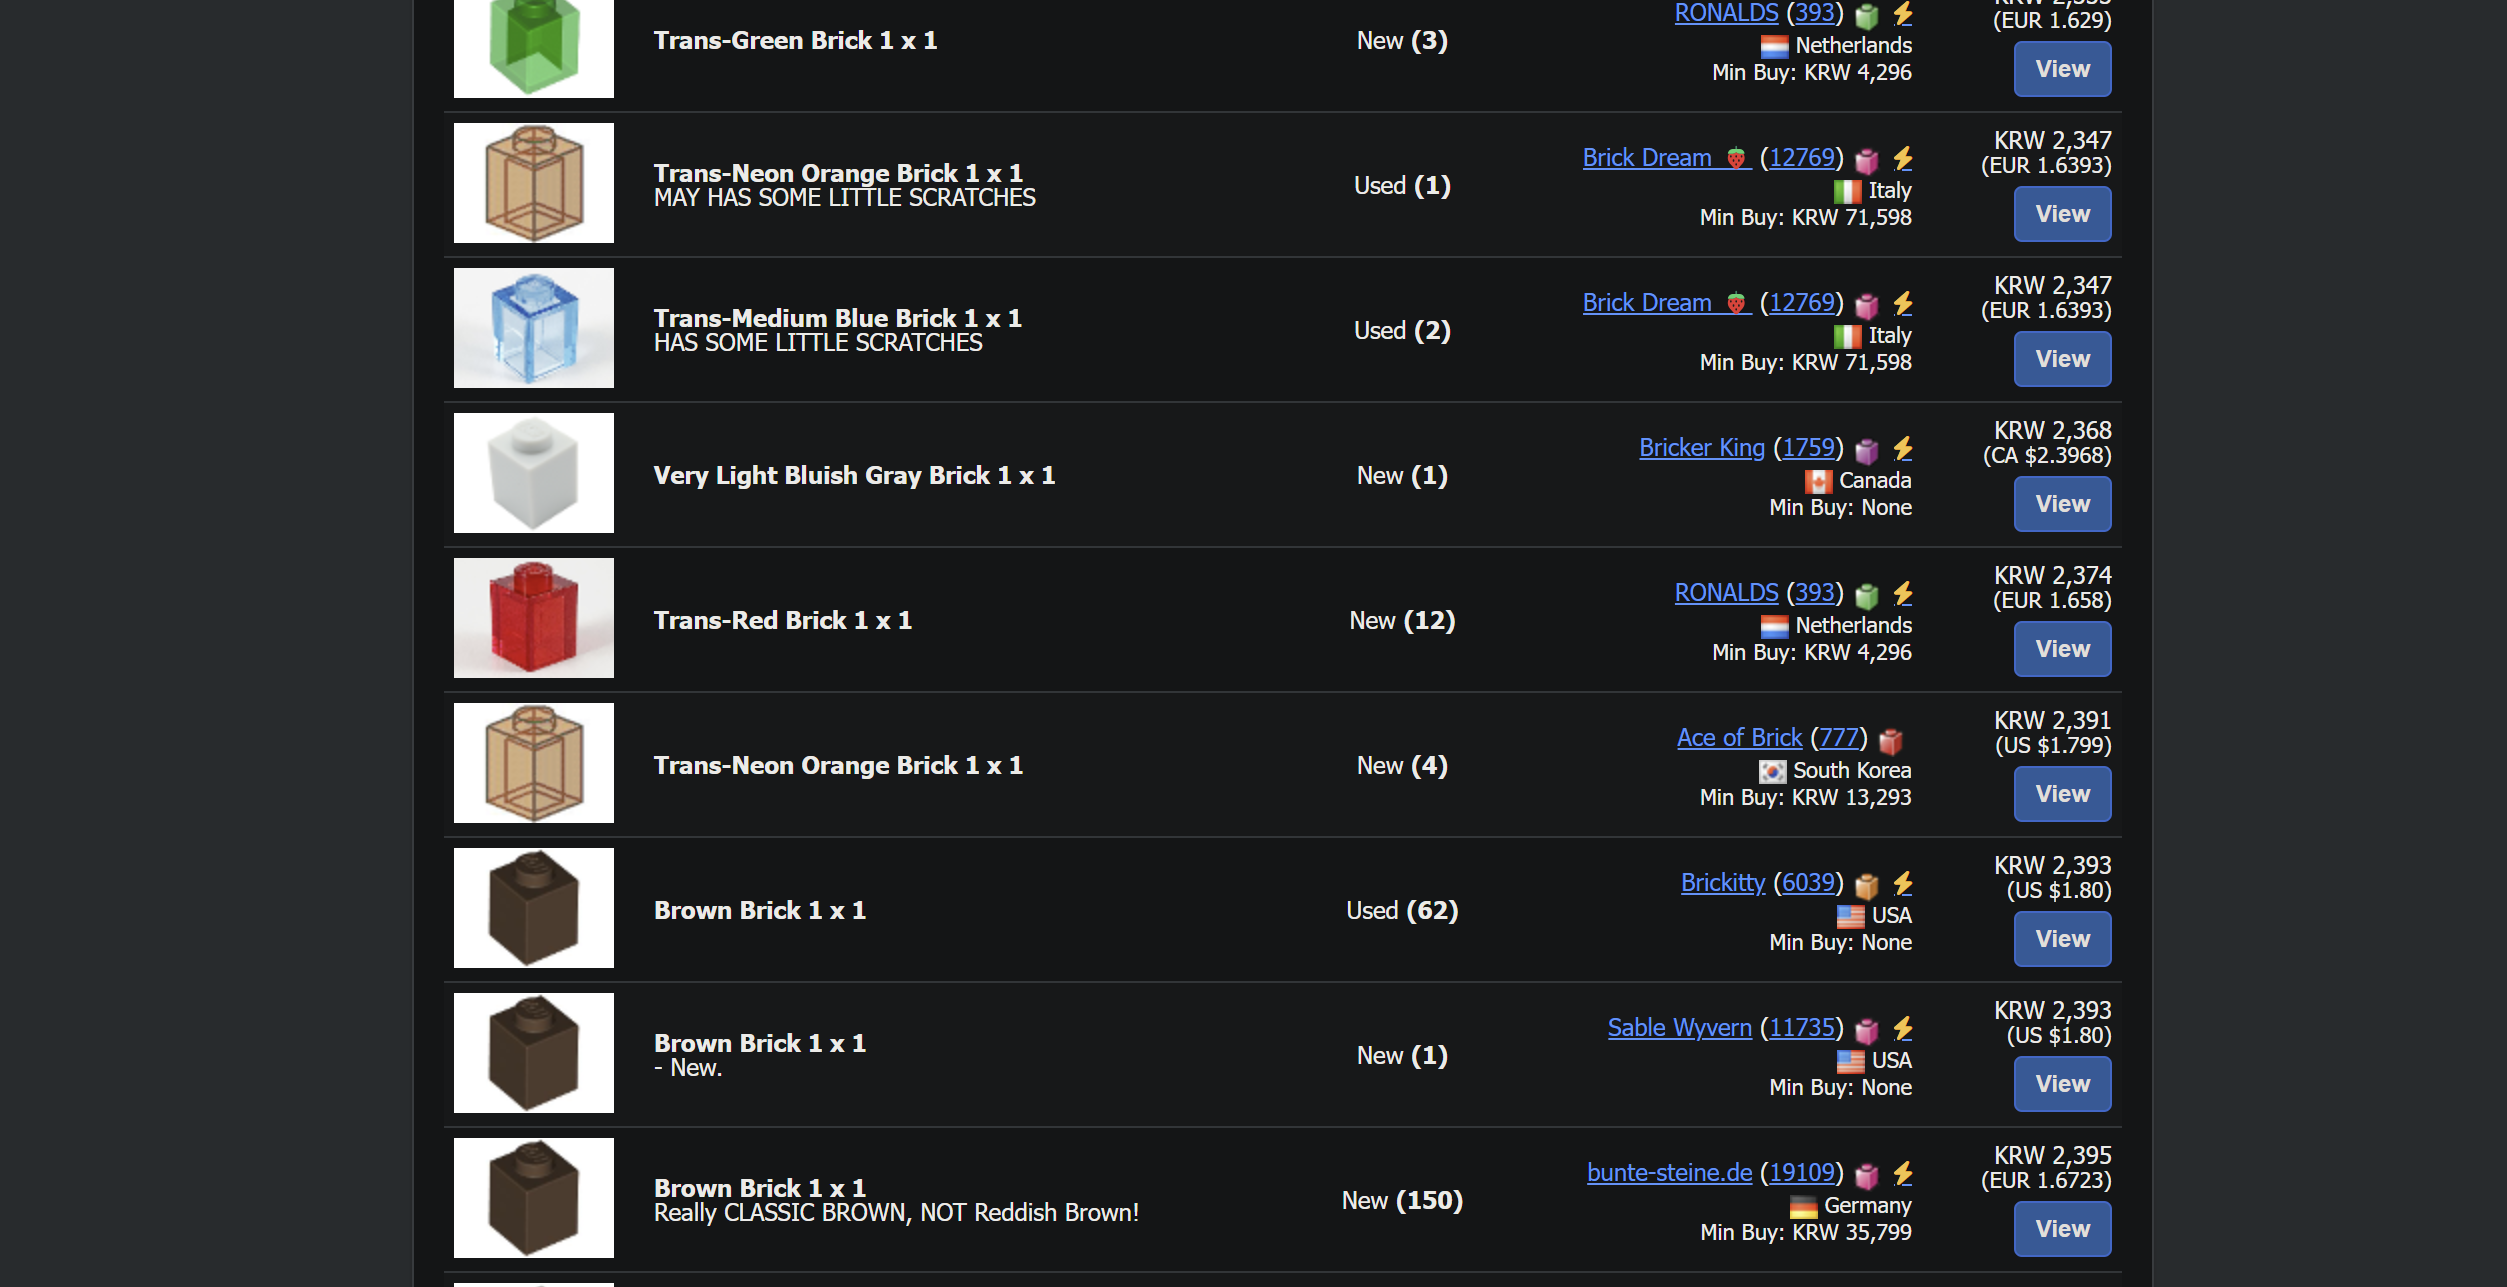 Trans-Green Brick 1 x 1
New (3)
RONALDS (393)
Netherlands
Min Buy: KRW 4,296
(EUR 1.629)
View
Trans-Neon Orange Brick 1 x 1
MAY HAS SOME LITTLE SCRATCHES
Used (1)
Brick Dream 🍓 (12769)
Italy
Min Buy: KRW 71,598
KRW 2,347
(EUR 1.6393)
View
Trans-Medium Blue Brick 1 x 1
HAS SOME LITTLE SCRATCHES
Used (2)
Brick Dream 🍓 (12769)
Italy
Min Buy: KRW 71,598
KRW 2,347
(EUR 1.6393)
View
Very Light Bluish Gray Brick 1 x 1
New (1)
Bricker King (1759)
Canada
Min Buy: None
KRW 2,368
(CA $2.3968)
View
Trans-Red Brick 1 x 1
New (12)
RONALDS (393)
Netherlands
Min Buy: KRW 4,296
KRW 2,374
(EUR 1.658)
View
Trans-Neon Orange Brick 1 x 1
New (4)
Ace of Brick (777)
South Korea
Min Buy: KRW 13,293
KRW 2,391
(US $1.799)
View
Brown Brick 1 x 1
Used (62)
Brickitty (6039)
USA
Min Buy: None
KRW 2,393
(US $1.80)
View
Brown Brick 1 x 1
- New.
New (1)
Sable Wyvern (11735)
USA
Min Buy: None
KRW 2,393
(US $1.80)
View
Brown Brick 1 x 1
Really CLASSIC BROWN, NOT Reddish Brown!
New (150)
bunte-steine.de (19109)
Germany
Min Buy: KRW 35,799
KRW 2,395
(EUR 1.6723)
View